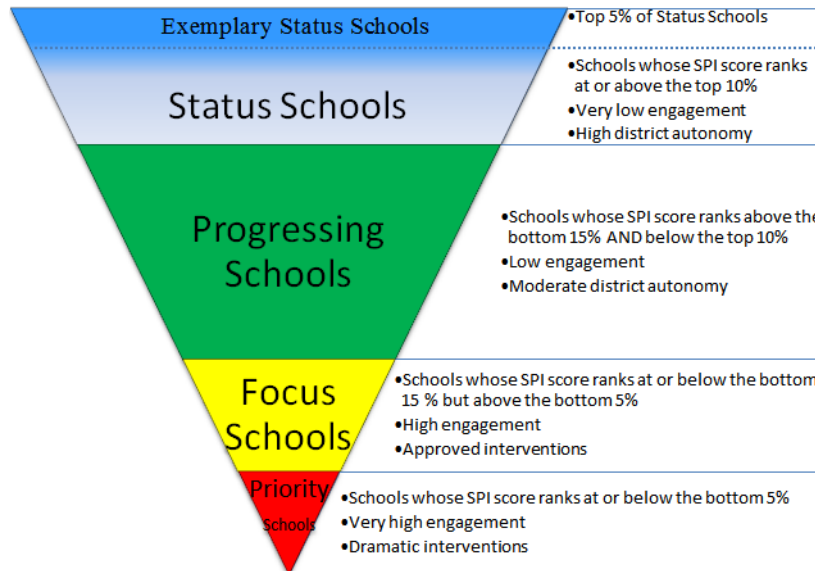 Exemplary Status Schools
•Top 5% of Status Schools
Status Schools
•Schools whose SPI score ranks
at or above the top 10%
•Very low engagement
•High district autonomy
Progressing
Schools
•Schools whose SPI score ranks above the
bottom 15% AND below the top 10%
•Low engagement
•Moderate district autonomy
Focus
Schools
•Schools whose SPI score ranks at or below the bottom
15 % but above the bottom 5%
•High engagement
•Approved interventions
Priority
Schools
•Schools whose SPI score ranks at or below the bottom 5%
•Very high engagement
•Dramatic interventions